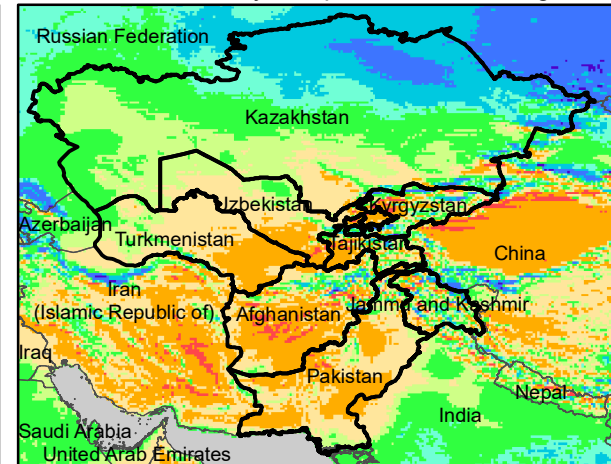 Russian Federation
Kazakhstan
Izbekistan
Kyrgyzstan
Azerbaijan
Turkmenistan
Tajikistan
China
Iran
(Islamic Republic of)
Afghanistan
Jammu and Kashmir
Iraq
Pakistan
Nepal
India
Saudi Arabia
United Arab Emirates